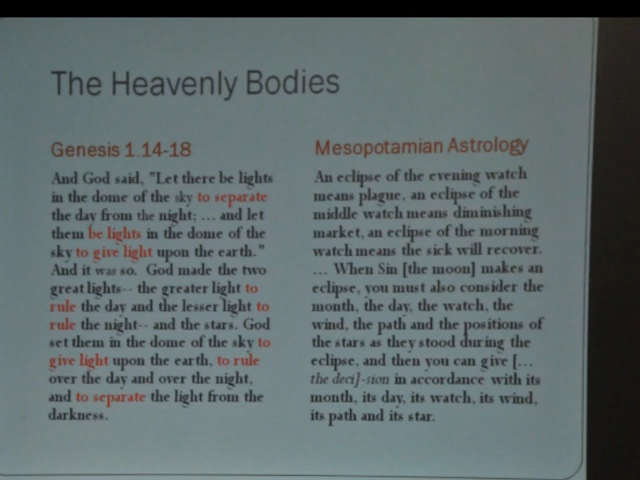 The Heavenly Bodies
Genesis 1.14-18
And God said, "Let there be lights
in the dome of the sky to separate
the day from the night; ... and let
them be lights in the dome of the
sky to give light upon the earth."
And it was so. God made the two
great lights-- the greater light to
rule the day and the lesser light to
rule the night-- and the stars. God
set them in the dome of the sky to
give light upon the earth, to rule
over the day and over the night,
and to separate the light from the
darkness.
Mesopotamian Astrology
An eclipse of the evening watch
means plague, an eclipse of the
middle watch means diminishing
market, an eclipse of the morning
watch means the sick will recover.
... When Sin [the moon] makes an
eclipse, you must also consider the
month, the day, the watch, the
wind, the path and the positions of
the stars as they stood during the
eclipse, and then you can give [...
the deci]-sion in accordance with its
month, its day, its watch, its wind,
its path and its star.